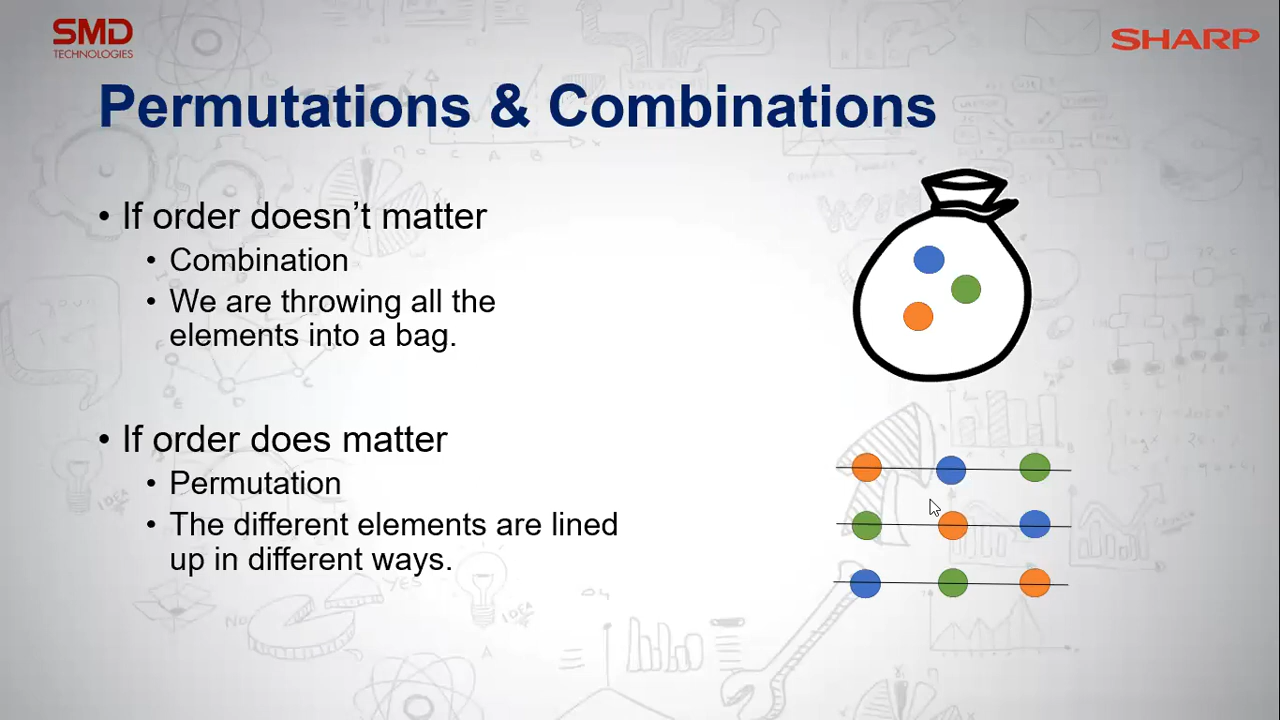 SMD
TECHNOLOGIES
SHARP
Permutations & Combinations
• If order doesn’t matter
• Combination
• We are throwing all the
elements into a bag.
• If order does matter
• Permutation
• The different elements are lined
up in different ways.